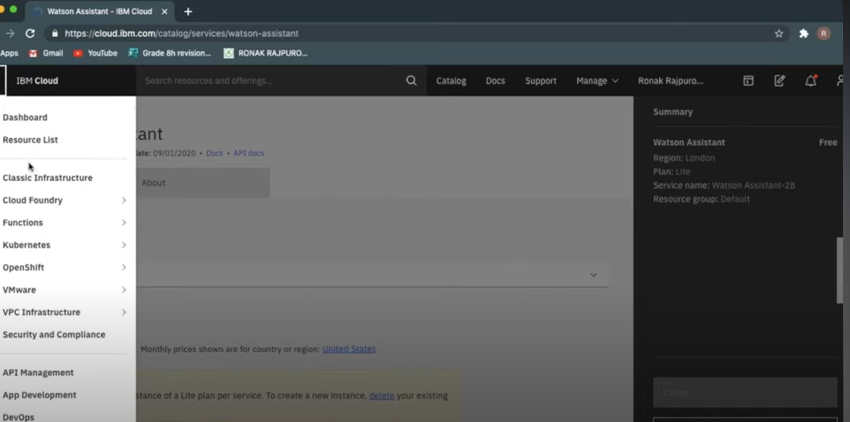 Watson Assistant – IBM Cloud
https://cloud.ibm.com/catalog/services/watson-assistant
R
Apps Gmail YouTube Grade 8h revision... RONAK RAJPURO...
IBM Cloud Search resources and offerings... Catalog Docs Support Manage Ronak Rajpuro...
Dashboard
Resource List
Classic Infrastructure
Cloud Foundry
Functions
Kubernetes
OpenShift
VMware
VPC Infrastructure
Security and Compliance
API Management
App Development
DevOps
tant
ate: 09/01/2020 • Docs • API docs
About
Monthly prices shown are for country or region: United States
stance of a Lite plan per service. To create a new instance, delete your existing
Summary
Watson Assistant Free
Region: London
Plan: Lite
Service name: Watson Assistant-28
Resource group: Default
Create